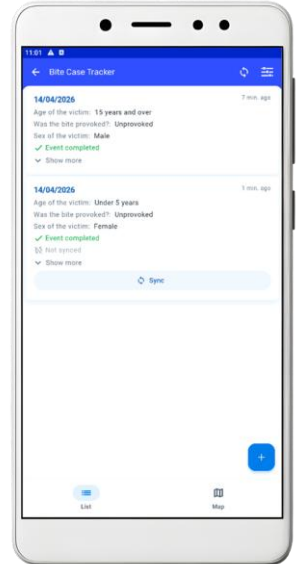 11:01
Bite Case Tracker
14/04/2026 7 min. ago
Age of the victim: 15 years and over
Was the bite provoked?: Unprovoked
Sex of the victim: Male
Event completed
Show more
14/04/2026 1 min. ago
Age of the victim: Under 5 years
Was the bite provoked?: Unprovoked
Sex of the victim: Female
Event completed
Not synced
Show more
Sync
List Map